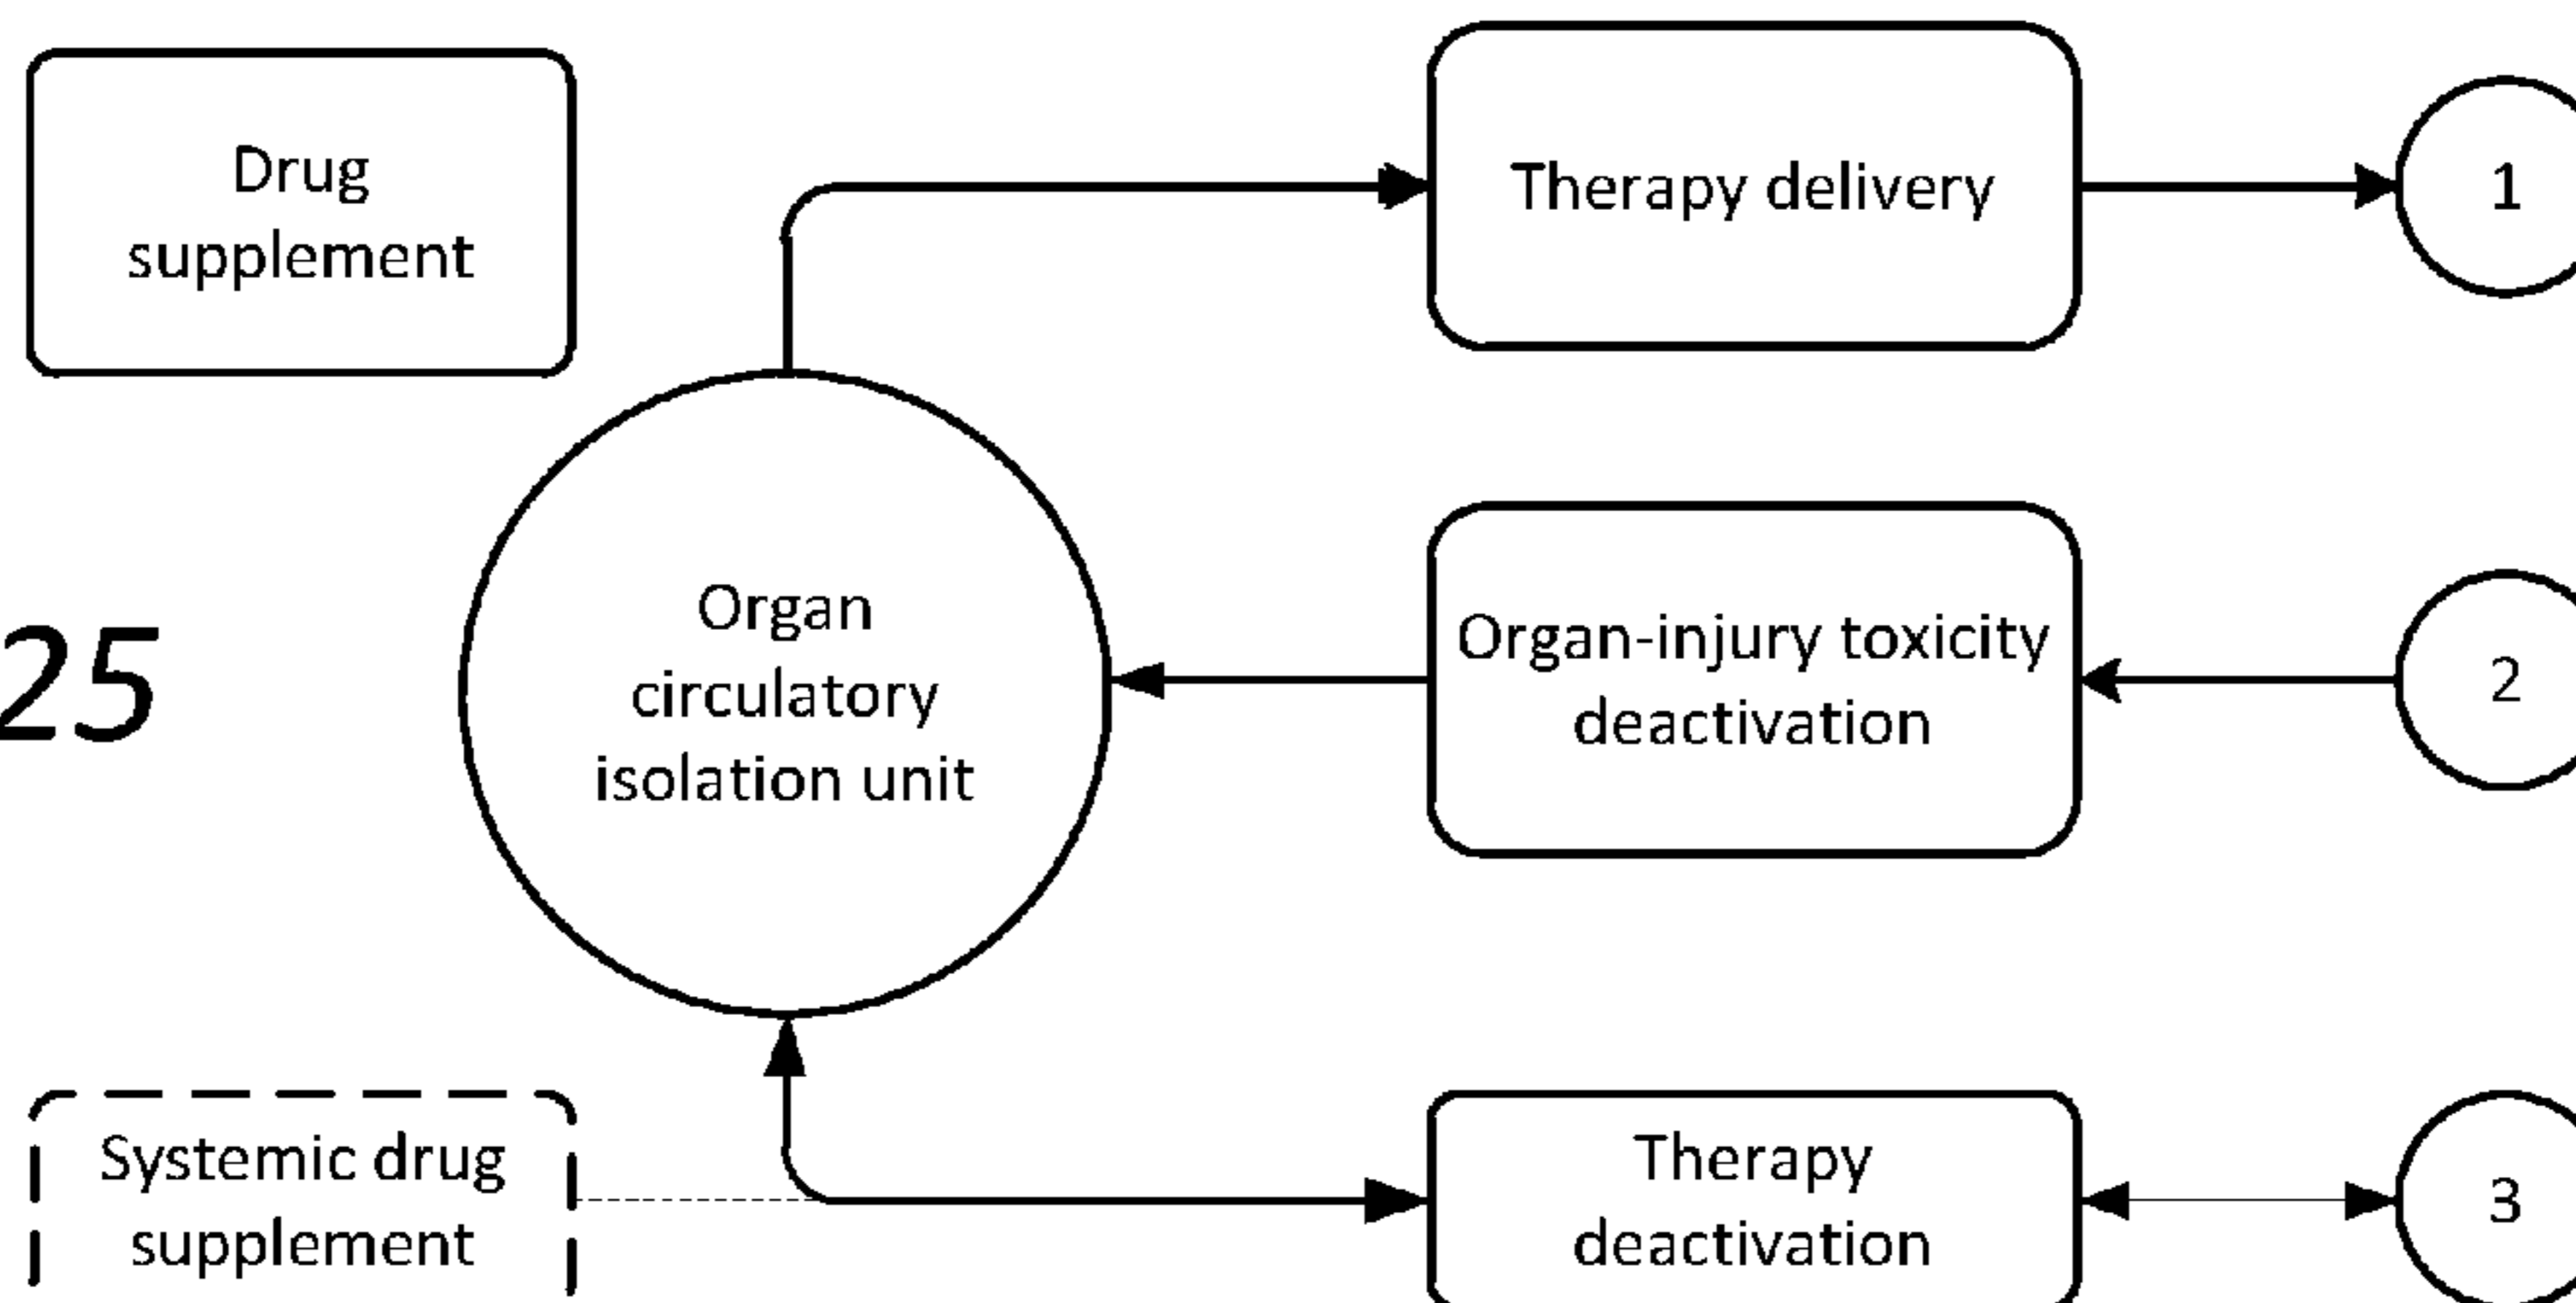 Drug
supplement
Therapy delivery
1
Organ
circulatory
isolation unit
Organ-injury toxicity
deactivation
2
25
Systemic drug
supplement
Therapy
deactivation
3